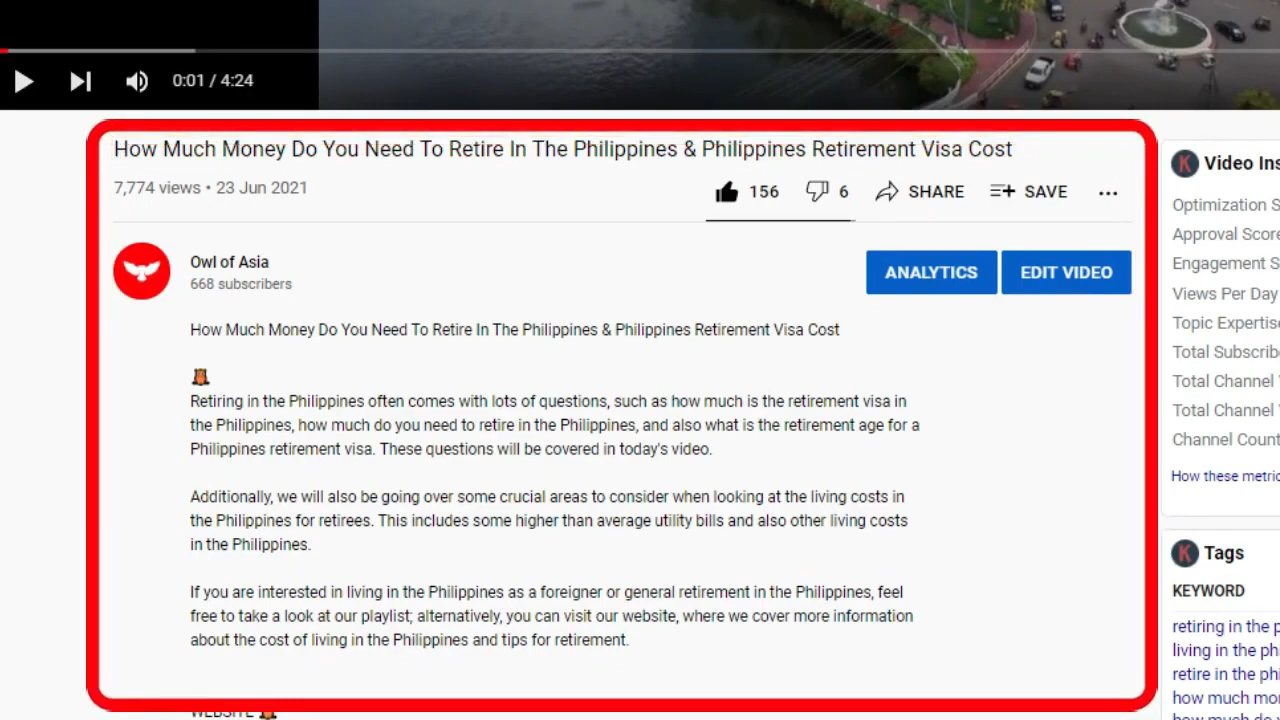 0:01 / 4:24
How Much Money Do You Need To Retire In The Philippines & Philippines Retirement Visa Cost
7,774 views • 23 Jun 2021
156
6
SHARE
SAVE
Owl of Asia
668 subscribers
ANALYTICS
EDIT VIDEO
How Much Money Do You Need To Retire In The Philippines & Philippines Retirement Visa Cost
Retiring in the Philippines often comes with lots of questions, such as how much is the retirement visa in
the Philippines, how much do you need to retire in the Philippines, and also what is the retirement age for a
Philippines retirement visa. These questions will be covered in today's video.
Additionally, we will also be going over some crucial areas to consider when looking at the living costs in
the Philippines for retirees. This includes some higher than average utility bills and also other living costs
in the Philippines.
If you are interested in living in the Philippines as a foreigner or general retirement in the Philippines, feel
free to take a look at our playlist; alternatively, you can visit our website, where we cover more information
about the cost of living in the Philippines and tips for retirement.
WEBSITE
K Video Ins
Optimization S
Approval Score
Engagement S
Views Per Day
Topic Expertise
Total Subscrib
Total Channel
Total Channel
Channel Count
How these metric
K Tags
KEYWORD
retiring in the p
living in the ph
retire in the phi
how much mo
how much do